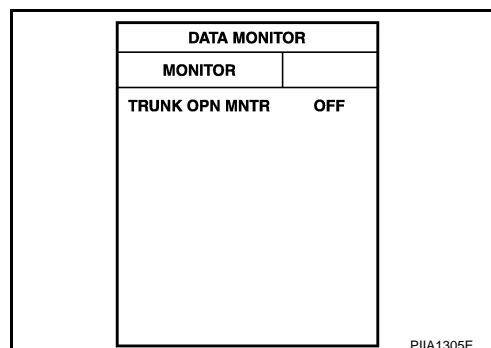 DATA MONITOR
MONITOR
TRUNK OPN MNTR OFF
PIIA1305E